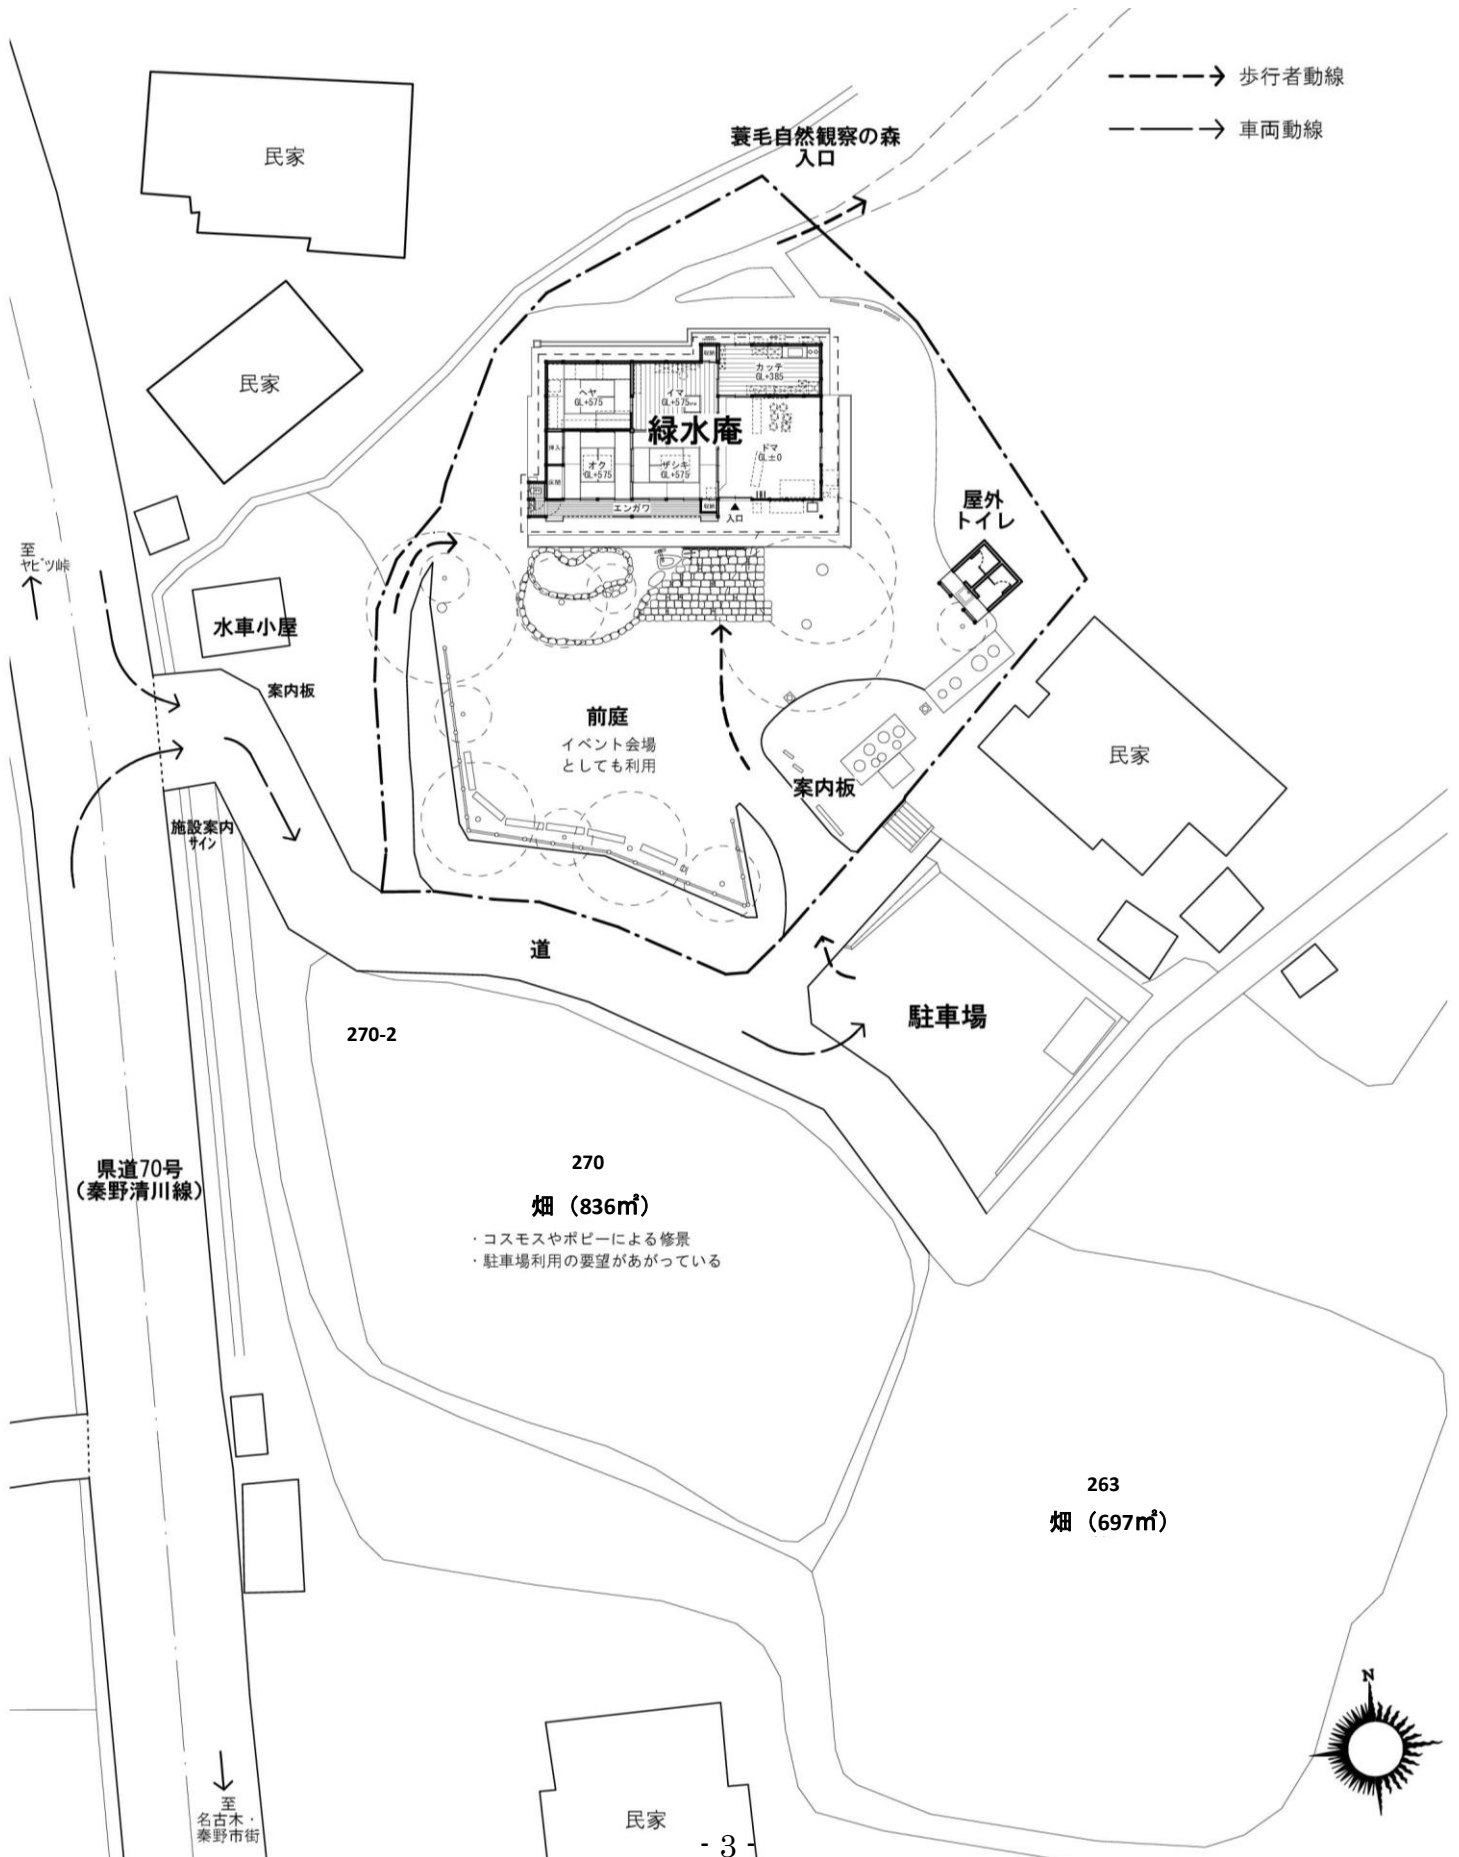 歩行者動線
車両動線
蓑毛自然観察の森
入口
民家
民家
カッテ
GL+385
ヘヤ
GL+575
イマ
GL+575
緑水庵
ドマ
GL±0
押入
オク
GL+575
ザシキ
GL+575
エンガワ
入口
屋外
トイレ
至
ヤビツ峠
水車小屋
案内板
前庭
イベント会場
としても利用
民家
案内板
施設案内
サイン
道
駐車場
270-2
県道70号
（秦野清川線）
270
畑（836㎡）
・コスモスやポピーによる修景
・駐車場利用の要望があがっている
263
畑（697㎡）
N
至
名古木・
秦野市街
民家
- 3 -